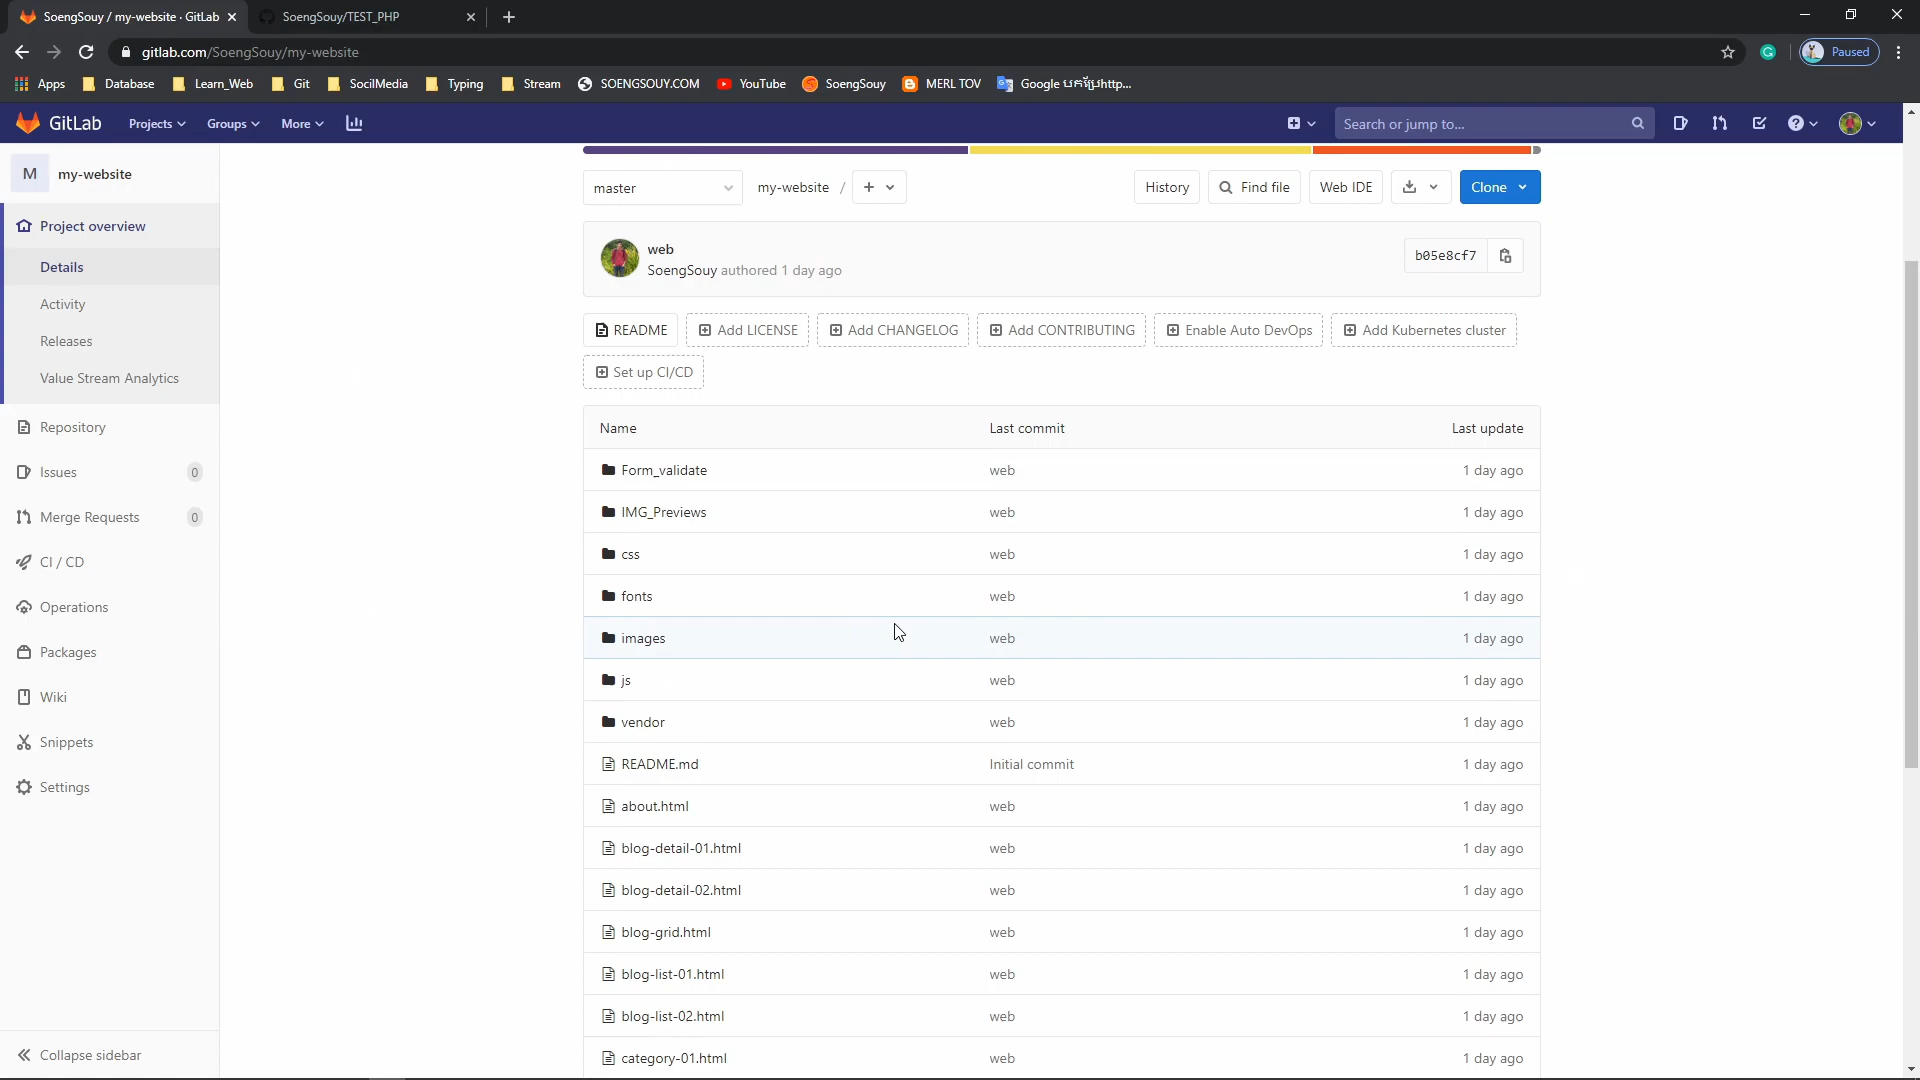 SoengSouy / my-website · GitLab
SoengSouy/TEST_PHP
gitlab.com/SoengSouy/my-website
Paused
Apps
Database
Learn_Web
Git
SocilMedia
Typing
Stream
SOENGSOUY.COM
YouTube
SoengSouy
MERL TOV
Google
GitLab
Projects
Groups
More
Search or jump to...
M my-website
Project overview
Details
Activity
Releases
Value Stream Analytics
Repository
Issues 0
Merge Requests 0
CI / CD
Operations
Packages
Wiki
Snippets
Settings
Collapse sidebar
master
my-website /
History
Find file
Web IDE
Clone
web
SoengSouy authored 1 day ago
b05e8cf7
README
Add LICENSE
Add CHANGELOG
Add CONTRIBUTING
Enable Auto DevOps
Add Kubernetes cluster
Set up CI/CD
Name Last commit Last update
Form_validate web 1 day ago
IMG_Previews web 1 day ago
css web 1 day ago
fonts web 1 day ago
images web 1 day ago
js web 1 day ago
vendor web 1 day ago
README.md Initial commit 1 day ago
about.html web 1 day ago
blog-detail-01.html web 1 day ago
blog-detail-02.html web 1 day ago
blog-grid.html web 1 day ago
blog-list-01.html web 1 day ago
blog-list-02.html web 1 day ago
category-01.html web 1 day ago